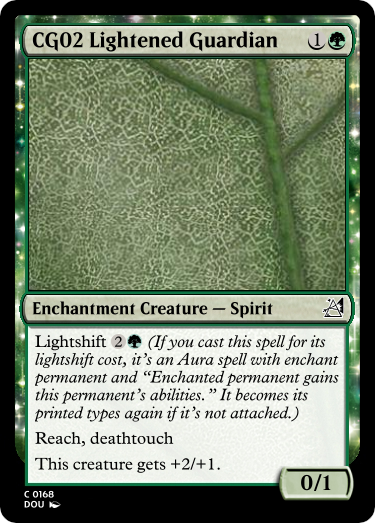 CG02 Lightened Guardian 1
Enchantment Creature — Spirit
Lightshift 2 (If you cast this spell for its
lightshift cost, it's an Aura spell with enchant
permanent and “Enchanted permanent gains
this permanent's abilities.” It becomes its
printed types again if it's not attached.)
Reach, deathtouch
This creature gets +2/+1.
0/1
C 0168
DOU